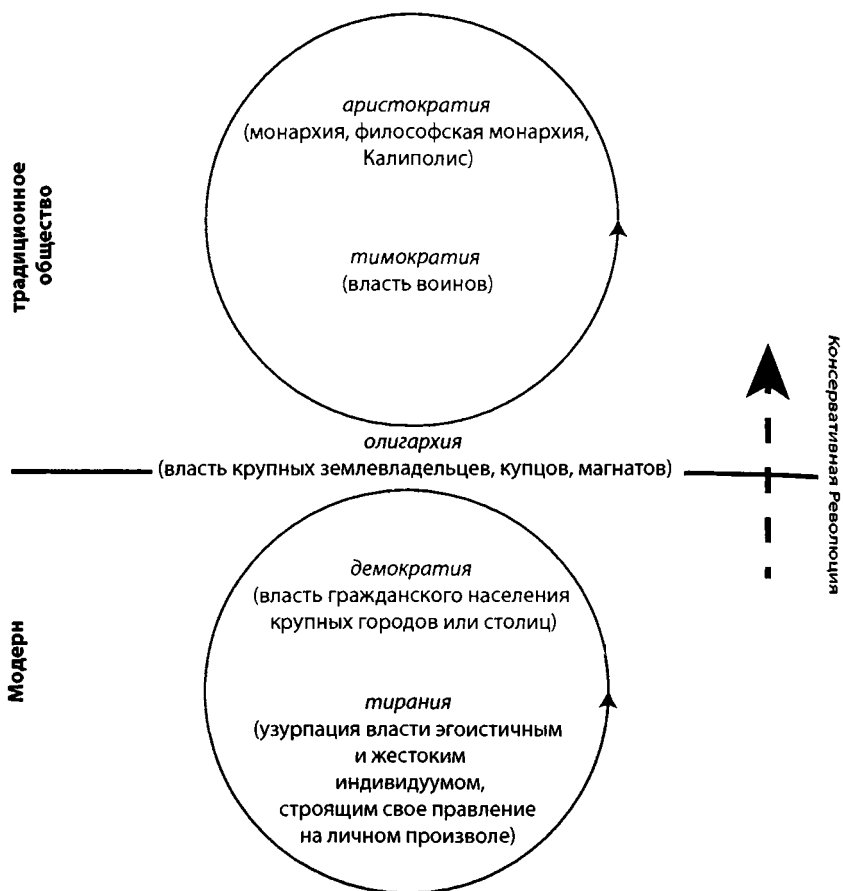 аристократия
(монархия, философская монархия,
Калиполис)
традиционное
общество
тимократия
(власть воинов)
Консервативная Революция
олигархия
(власть крупных землевладельцев, купцов, магнатов)
демократия
(власть гражданского населения
крупных городов или столиц)
Модерн
тирания
(узурпация власти эгоистичным
и жестоким
индивидуумом,
строящим свое правление
на личном произволе)